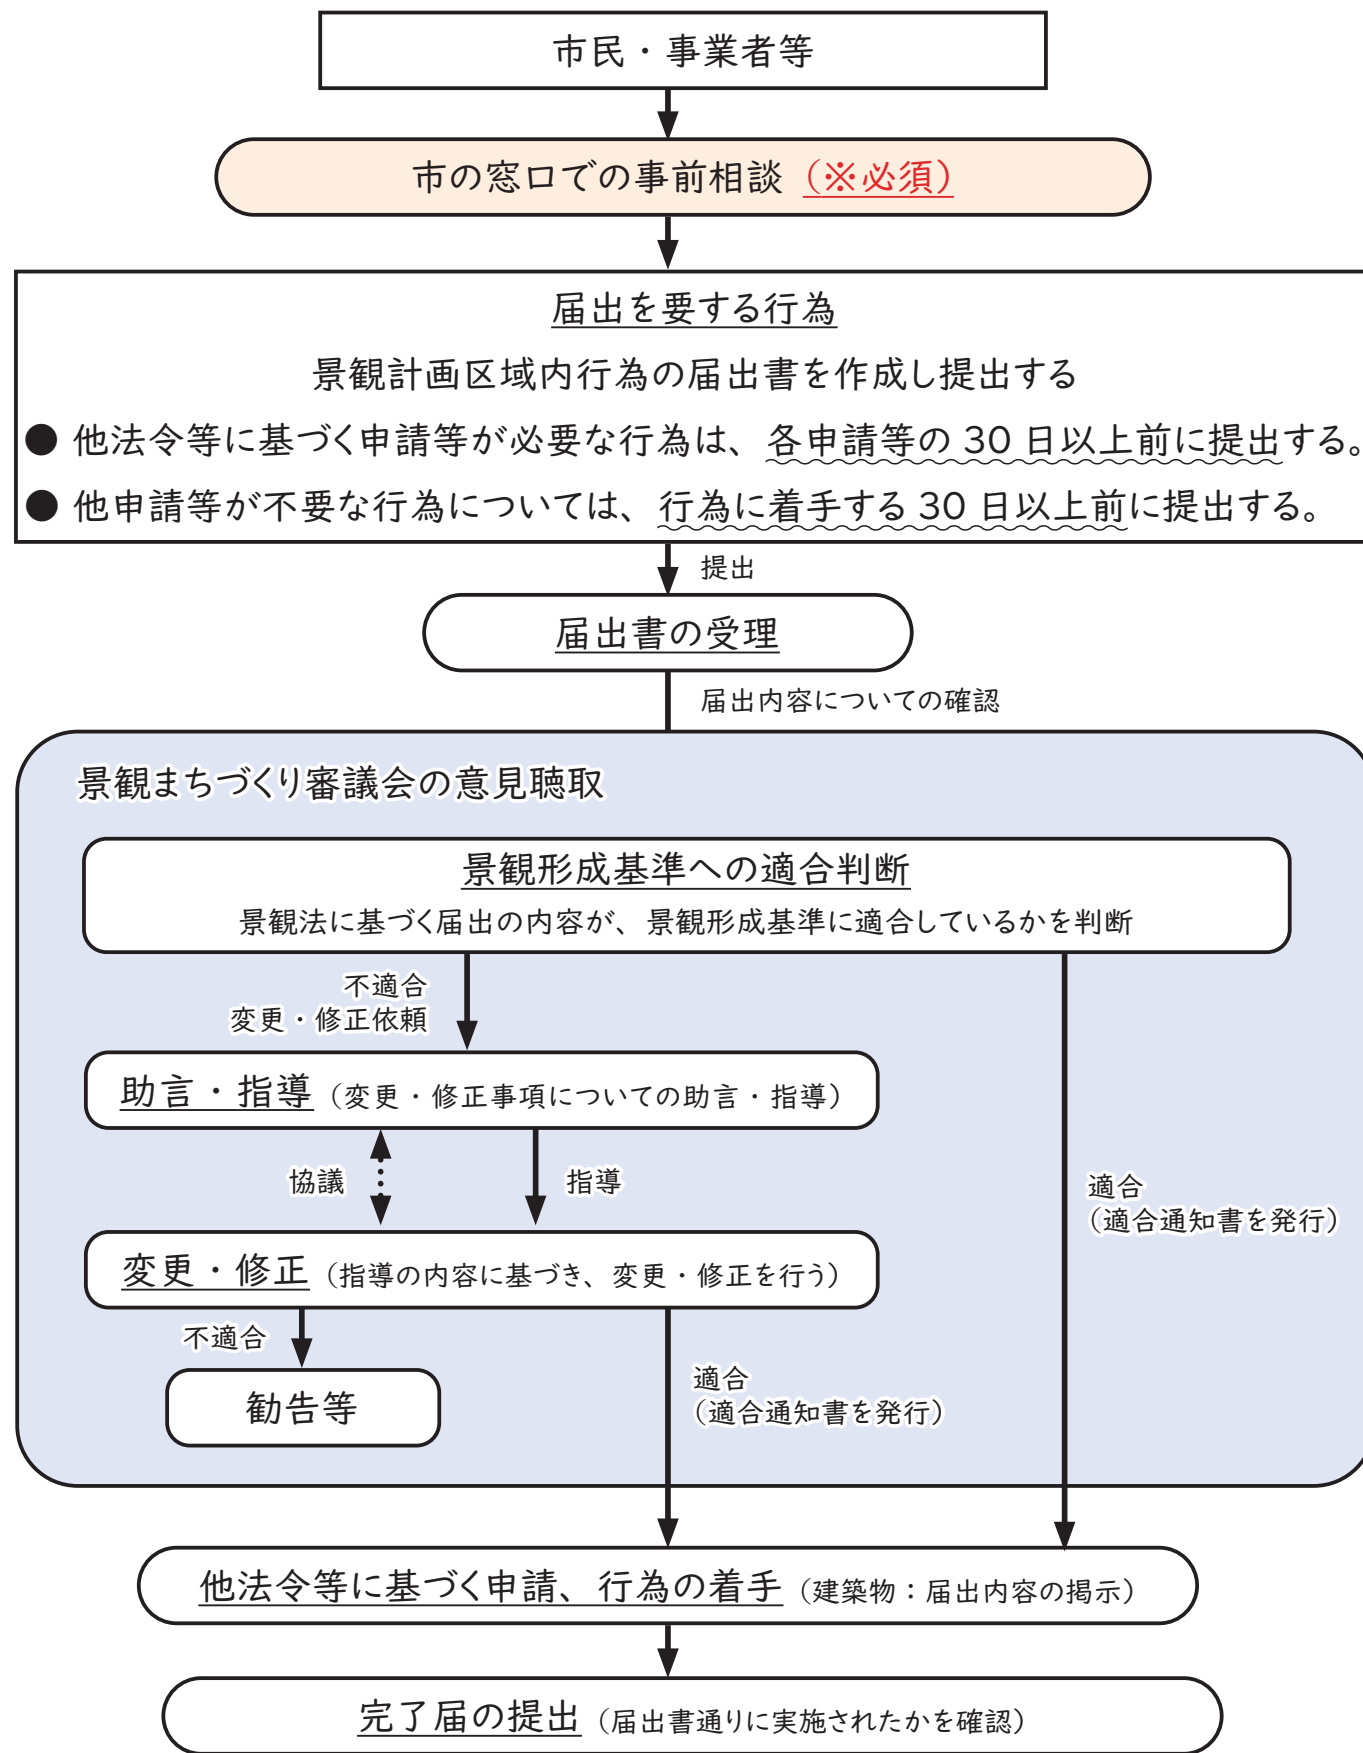 市民・事業者等
市の窓口での事前相談（※必須）
届出を要する行為
景観計画区域内行為の届出書を作成し提出する
● 他法令等に基づく申請等が必要な行為は、各申請等の 30 日以上前に提出する。
● 他申請等が不要な行為については、行為に着手する 30 日以上前に提出する。
提出
届出書の受理
届出内容についての確認
景観まちづくり審議会の意見聴取
景観形成基準への適合判断
景観法に基づく届出の内容が、景観形成基準に適合しているかを判断
不適合
変更・修正依頼
助言・指導（変更・修正事項についての助言・指導）
協議
指導
適合
（適合通知書を発行）
変更・修正（指導の内容に基づき、変更・修正を行う）
不適合
勧告等
適合
（適合通知書を発行）
他法令等に基づく申請、行為の着手（建築物：届出内容の掲示）
完了届の提出（届出書通りに実施されたかを確認）